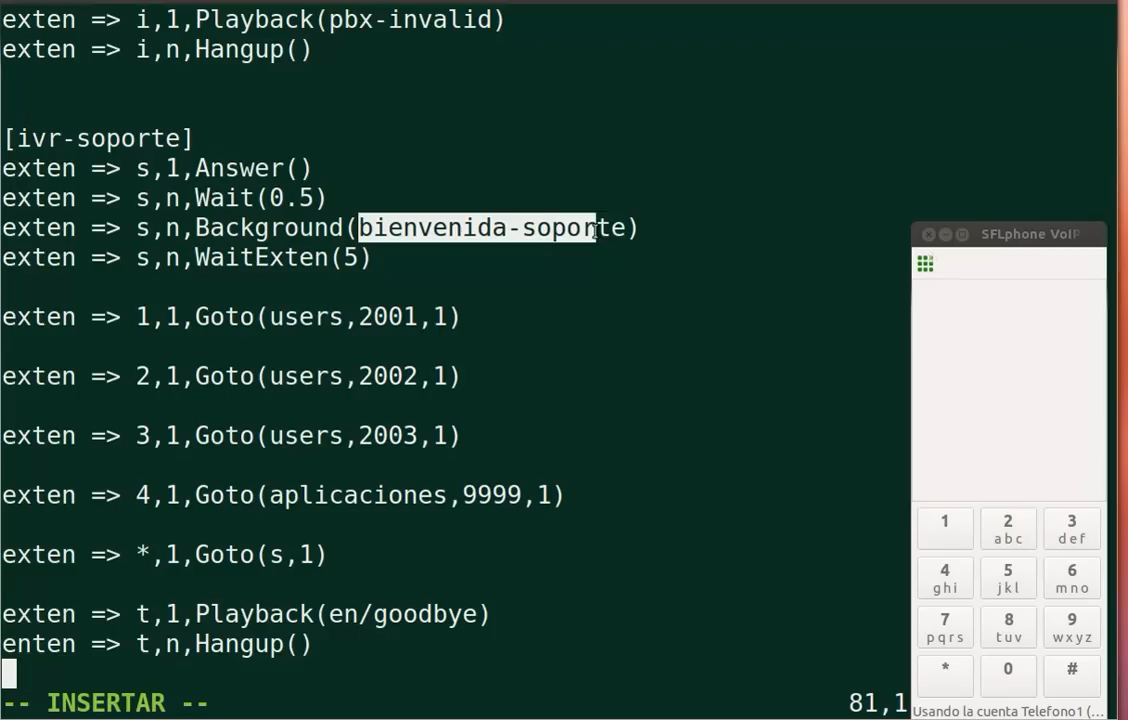 exten => i,1,Playback(pbx-invalid)
exten => i,n,Hangup()
[ivr-soporte]
exten => s,1,Answer()
exten => s,n,Wait(0.5)
exten => s,n,Background(bienvenida-soporte)
exten => s,n,WaitExten(5)
exten => 1,1,Goto(users,2001,1)
exten => 2,1,Goto(users,2002,1)
exten => 3,1,Goto(users,2003,1)
exten => 4,1,Goto(aplicaciones,9999,1)
exten => *,1,Goto(s,1)
exten => t,1,Playback(en/goodbye)
enten => t,n,Hangup()
-- INSERTAR -- 81,1
SFLphone VoIP
1 2 3
abc def
4 5 6
ghi jkl mno
7 8 9
pqrs tuv wxyz
* 0 #
Usando la cuenta Telefono1 (...